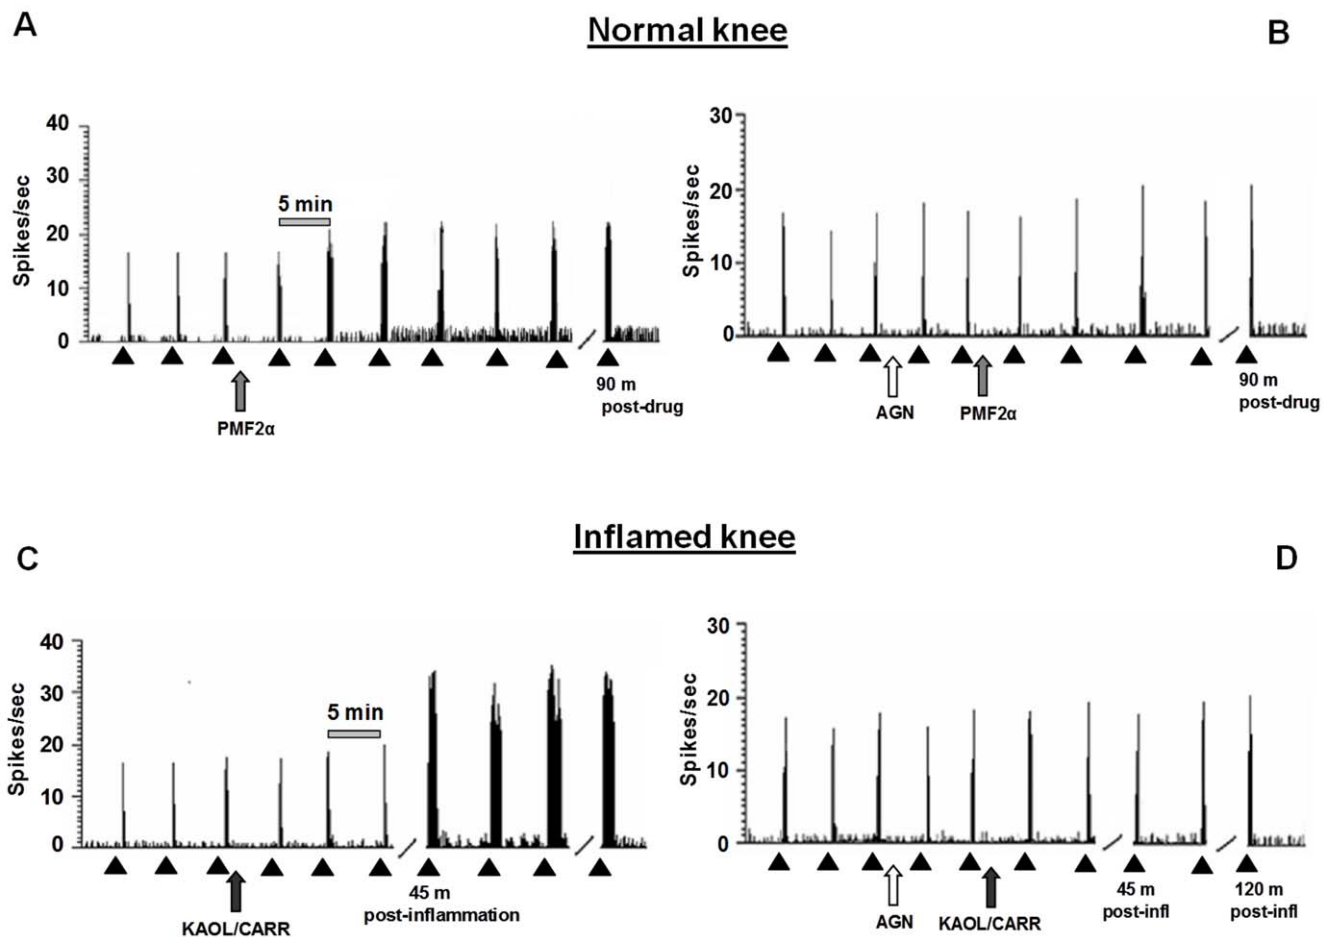 A
Normal knee
B
40
30
20
10
0
Spikes/sec
5 min
PMF2α
90 m
post-drug
30
20
10
0
Spikes/sec
AGN
PMF2α
90 m
post-drug
Inflamed knee
C
D
40
30
20
10
0
Spikes/sec
5 min
KAOL/CARR
45 m
post-inflammation
30
20
10
0
Spikes/sec
AGN
KAOL/CARR
45 m
post-infl
120 m
post-infl